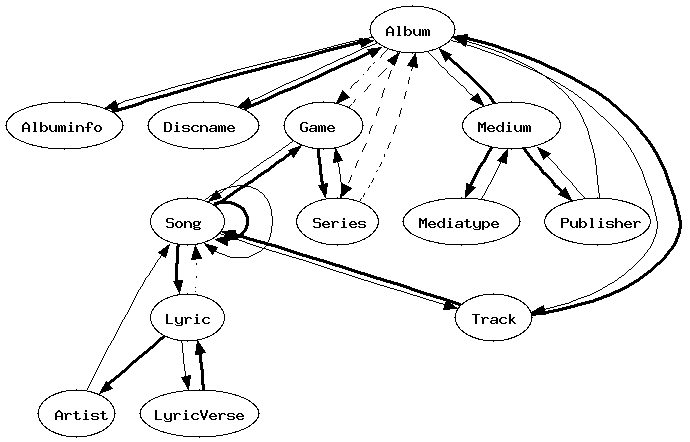 Album
Albuminfo
Discname
Game
Medium
Song
Series
Mediatype
Publisher
Lyric
Track
Artist
LyricVerse